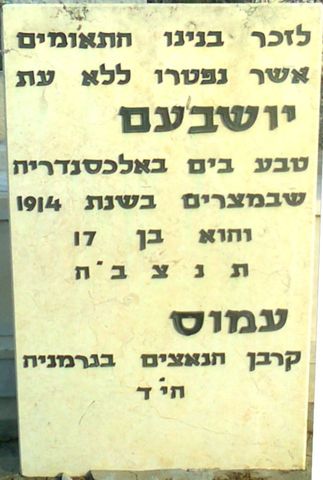 לזכר בנינו התאומים
אשר נפטרו ללא עת
יושבעם
טבע בים באלכסנדריה
שבמצרים בשנת 1914
והוא בן 17
ת נ צ ב״ ה
עמוס
קרבן הנאצים בגרמניה
הי״ד